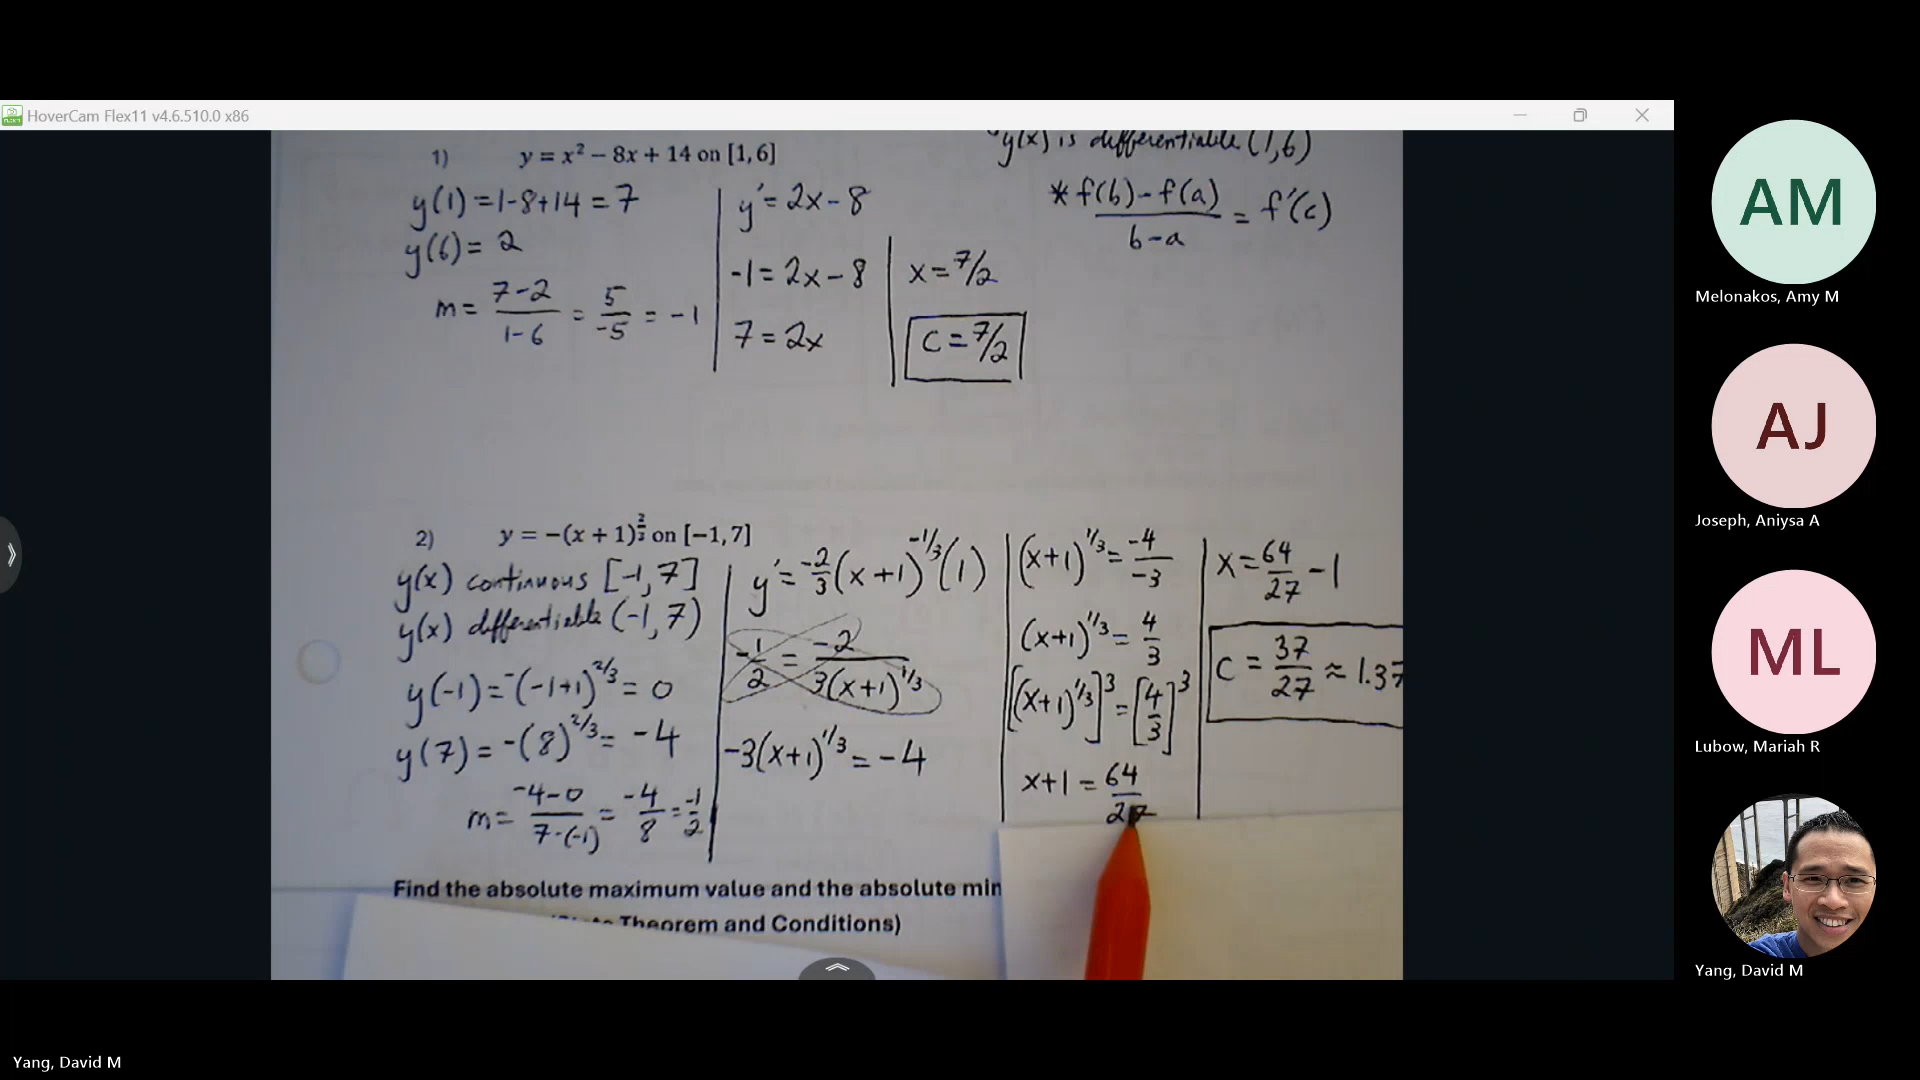 HoverCam Flex11 v4.6.510.0 x86
y(x) is differentiable (1,6)
1) y = x² − 8x + 14 on [1,6]
y(1) = 1-8+14 = 7
y(6) = 2
m = (7-2)/(1-6) = 5/-5 = -1
y' = 2x - 8
-1 = 2x - 8
7 = 2x
x = 7/2
C = 7/2
* (f(b) - f(a))/(b-a) = f'(c)
2) y = −(x + 1)^(2/3) on [−1, 7]
y(x) continuous [-1, 7]
y(x) differentiable (-1, 7)
y(-1) = -(-1+1)^(2/3) = 0
y(7) = -(8)^(2/3) = -4
m = (-4-0)/(7-(-1)) = -4/8 = -1/2
y' = -2/3 (x+1)^(-1/3) (1)
-1/2 = -2/(3(x+1)^(1/3))
-3(x+1)^(1/3) = -4
(x+1)^(1/3) = -4/-3
(x+1)^(1/3) = 4/3
[(x+1)^(1/3)]^3 = [4/3]^3
x+1 = 64/27
x = 64/27 - 1
C = 37/27 ≈ 1.37
Find the absolute maximum value and the absolute min
Theorem and Conditions)
AM
Melonakos, Amy M
AJ
Joseph, Aniysa A
ML
Lubow, Mariah R
Yang, David M
Yang, David M